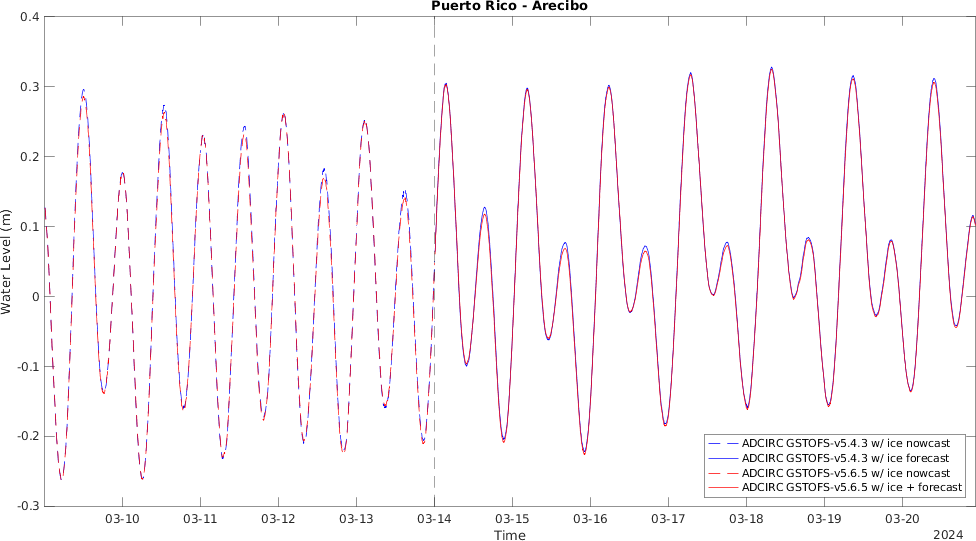 Puerto Rico - Arecibo
0.4
0.3
0.2
0.1
0
-0.1
-0.2
-0.3
Water Level (m)
ADCIRC GSTOFS-v5.4.3 w/ ice nowcast
ADCIRC GSTOFS-v5.4.3 w/ ice forecast
ADCIRC GSTOFS-v5.6.5 w/ ice nowcast
ADCIRC GSTOFS-v5.6.5 w/ ice + forecast
03-10 03-11 03-12 03-13 03-14 03-15 03-16 03-17 03-18 03-19 03-20
Time
2024